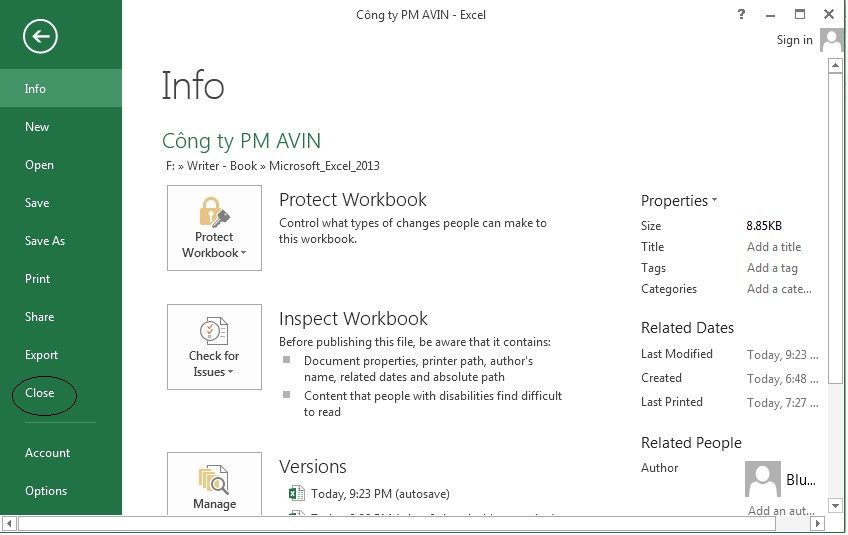 Công ty PM AVIN - Excel
?
Sign in
Info
New
Open
Save
Save As
Print
Share
Export
Close
Account
Options
Info
Công ty PM AVIN
F: » Writer - Book » Microsoft_Excel_2013
Protect
Workbook
Protect Workbook
Control what types of changes people can make to
this workbook.
Check for
Issues
Inspect Workbook
Before publishing this file, be aware that it contains:
Document properties, printer path, author's
name, related dates and absolute path
Content that people with disabilities find difficult
to read
Manage
Versions
Today, 9:23 PM (autosave)
Properties
Size 8.85KB
Title Add a title
Tags Add a tag
Categories Add a cate...
Related Dates
Last Modified Today, 9:23 ...
Created Today, 6:48 ...
Last Printed Today, 7:27 ...
Related People
Author Blu...
Add an aut...